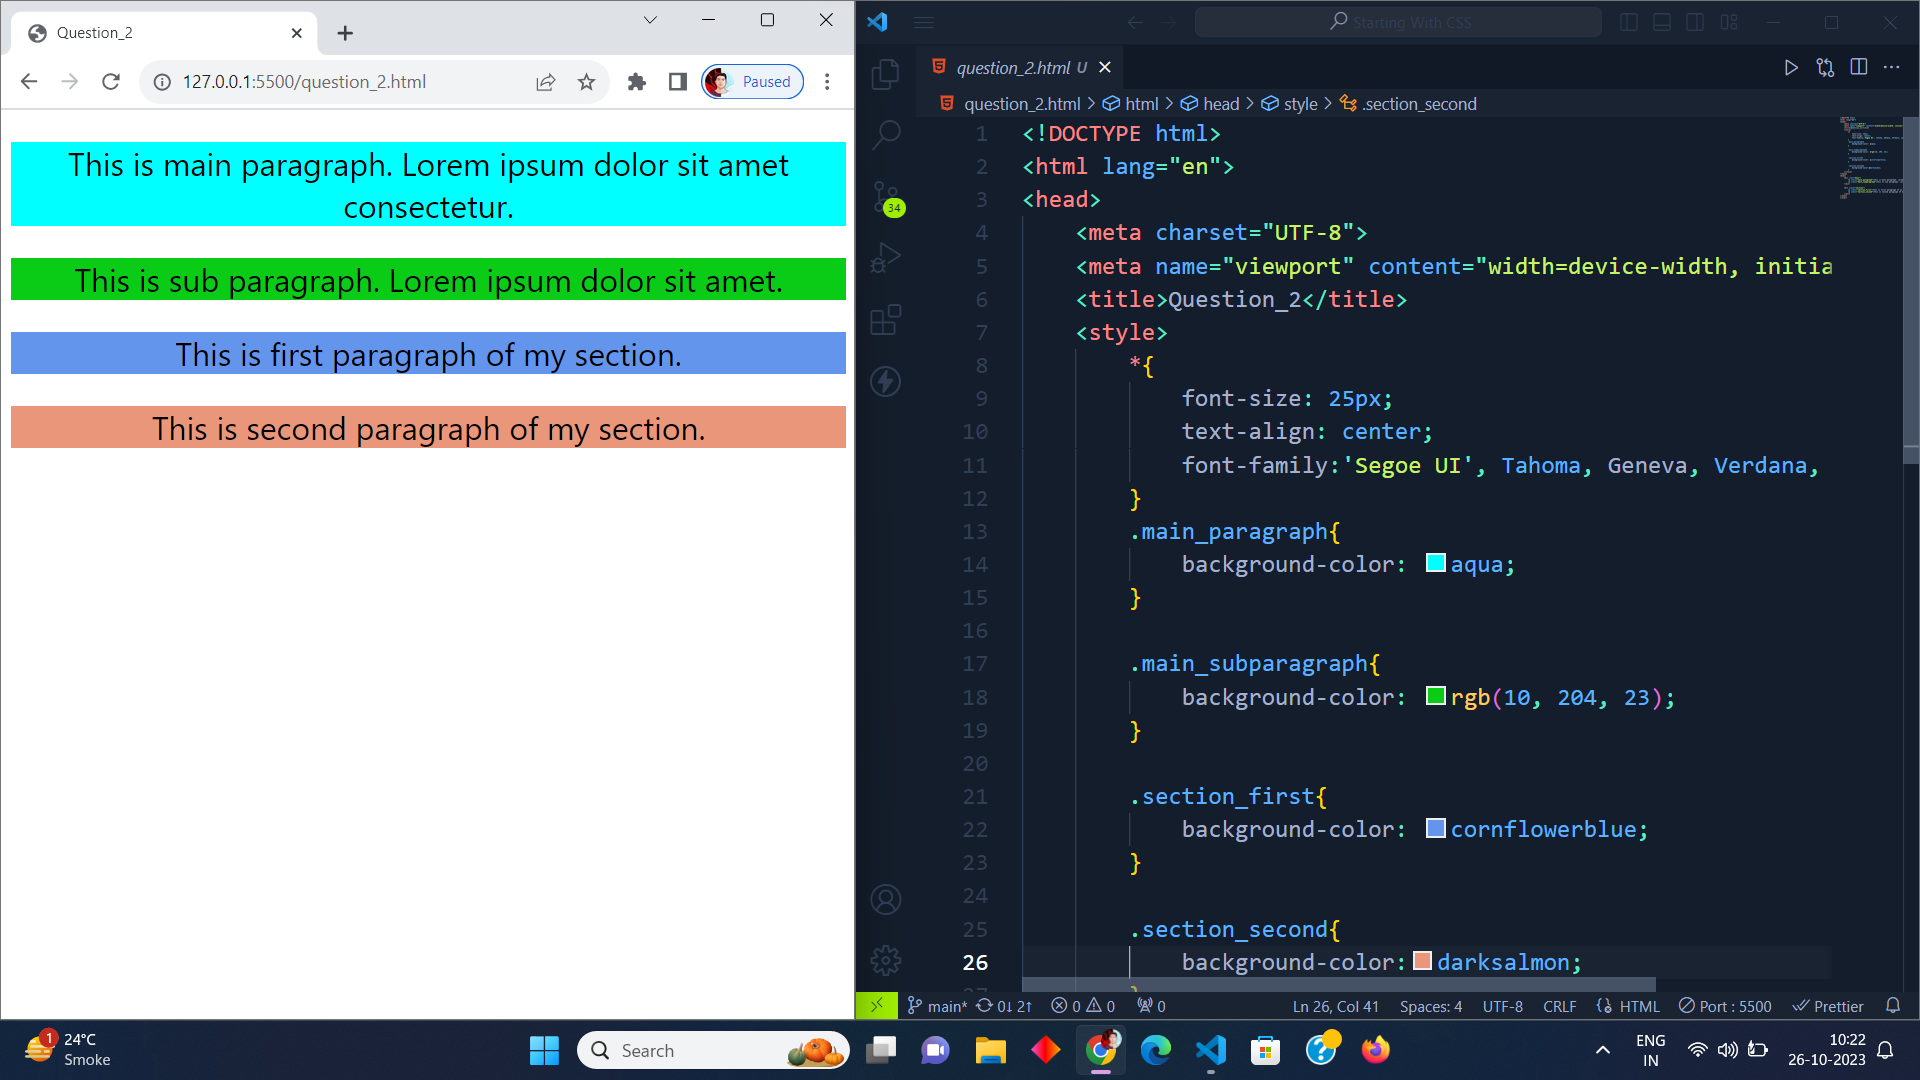 Question_2
127.0.0.1:5500/question_2.html
Paused
This is main paragraph. Lorem ipsum dolor sit amet
consectetur.
This is sub paragraph. Lorem ipsum dolor sit amet.
This is first paragraph of my section.
This is second paragraph of my section.
Starting With CSS
question_2.html U
question_2.html > html > head > style > .section_second
34
1 <!DOCTYPE html>
2 <html lang="en">
3 <head>
4 <meta charset="UTF-8">
5 <meta name="viewport" content="width=device-width, initia
6 <title>Question_2</title>
7 <style>
8 *{
9 font-size: 25px;
10 text-align: center;
11 font-family:'Segoe UI', Tahoma, Geneva, Verdana,
12 }
13 .main_paragraph{
14 background-color: aqua;
15 }
16
17 .main_subparagraph{
18 background-color: rgb(10, 204, 23);
19 }
20
21 .section_first{
22 background-color: cornflowerblue;
23 }
24
25 .section_second{
26 background-color:darksalmon;
27 }
main* 0↓ 2↑ 0 0 0 Ln 26, Col 41 Spaces: 4 UTF-8 CRLF HTML Port : 5500 Prettier
1 24°C
Smoke
Search
ENG
IN
10:22
26-10-2023